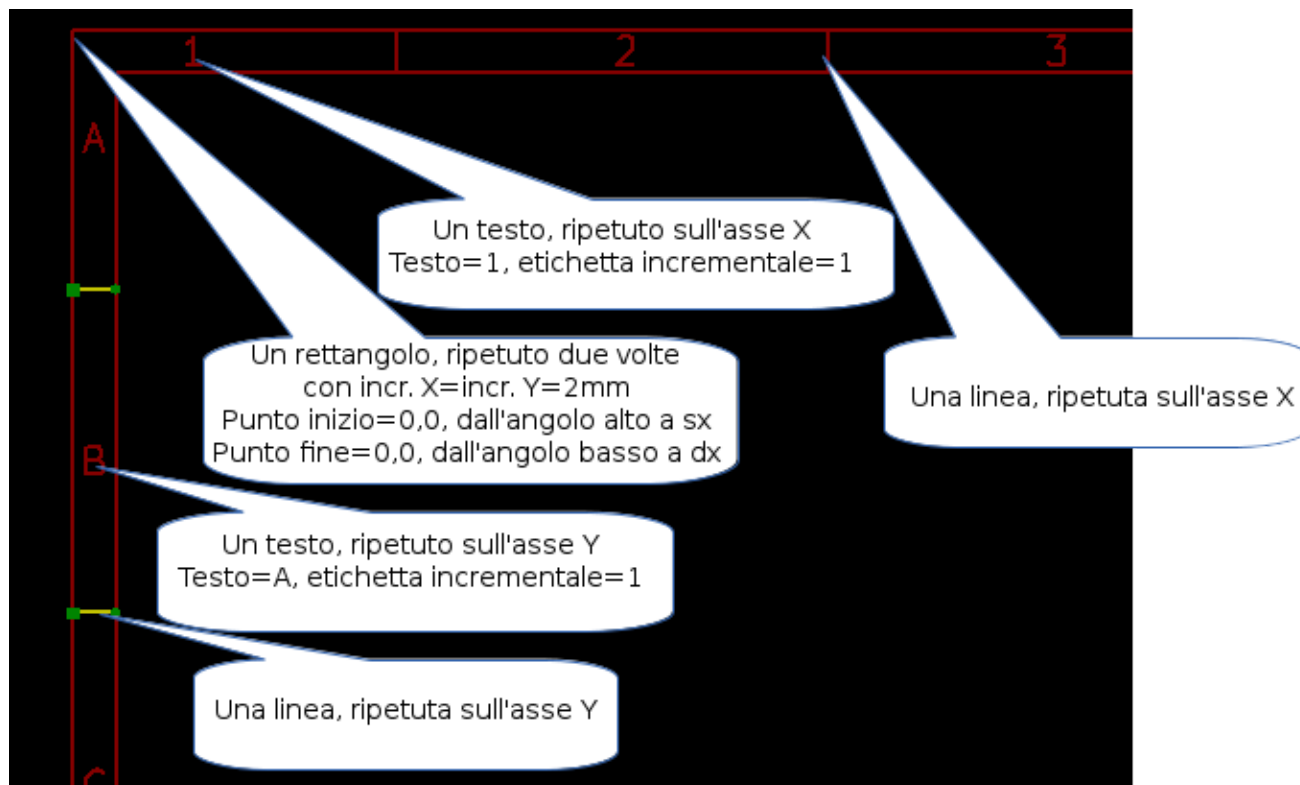 1
2
3
A
Un testo, ripetuto sull'asse X
Testo=1, etichetta incrementale=1
Un rettangolo, ripetuto due volte
con incr. X=incr. Y=2mm
Punto inizio=0,0, dall'angolo alto a sx
Punto fine=0,0, dall'angolo basso a dx
Una linea, ripetuta sull'asse X
B
Un testo, ripetuto sull'asse Y
Testo=A, etichetta incrementale=1
Una linea, ripetuta sull'asse Y
C